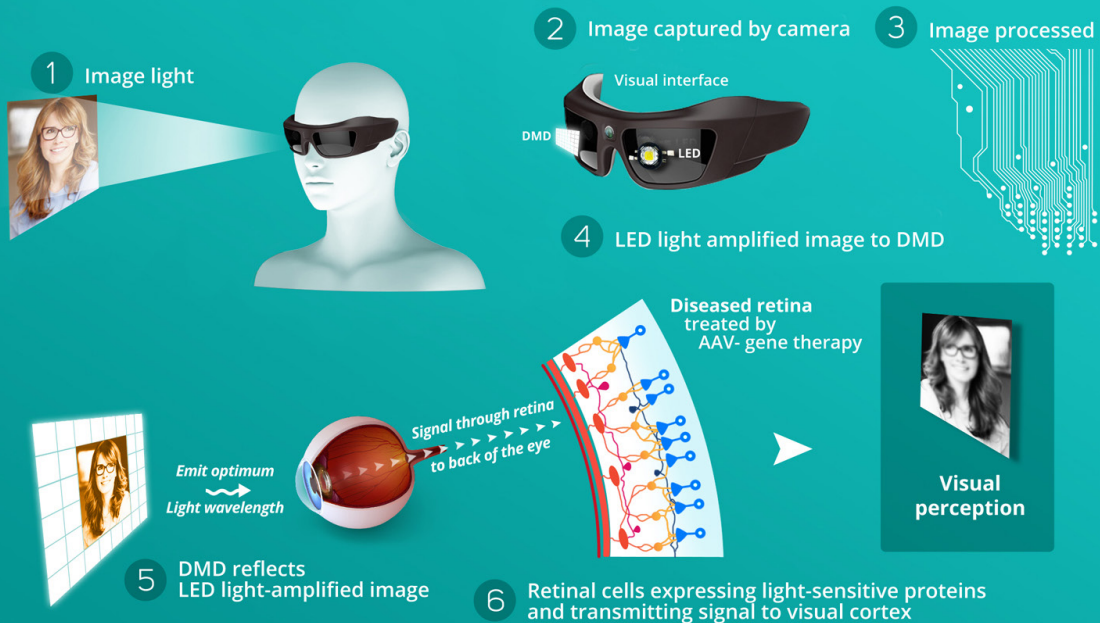 1 Image light
2 Image captured by camera
3 Image processed
Visual interface
DMD
LED
4 LED light amplified image to DMD
Diseased retina
treated by
AAV- gene therapy
Signal through retina
to back of the eye
Emit optimum
Light wavelength
Visual
perception
5 DMD reflects
LED light-amplified image
6 Retinal cells expressing light-sensitive proteins
and transmitting signal to visual cortex